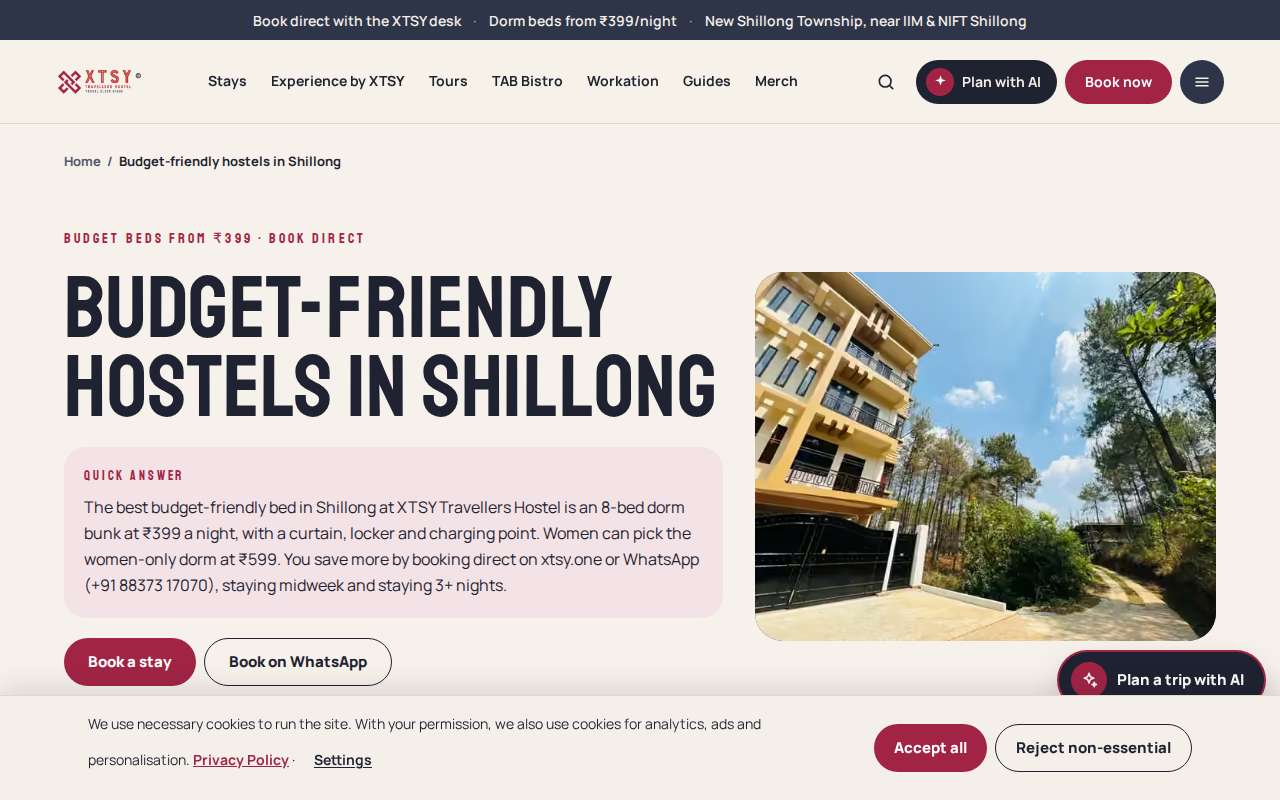 Book direct with the XTSY desk · Dorm beds from ₹399/night · New Shillong Township, near IIM & NIFT Shillong
XTSY®
TRAVELLERS HOSTEL
Stays Experience by XTSY Tours TAB Bistro Workation Guides Merch Plan with AI Book now
Home / Budget-friendly hostels in Shillong
BUDGET BEDS FROM ₹399 · BOOK DIRECT
BUDGET-FRIENDLY
HOSTELS IN SHILLONG
QUICK ANSWER
The best budget-friendly bed in Shillong at XTSY Travellers Hostel is an 8-bed dorm
bunk at ₹399 a night, with a curtain, locker and charging point. Women can pick the
women-only dorm at ₹599. You save more by booking direct on xtsy.one or WhatsApp
(+91 88373 17070), staying midweek and staying 3+ nights.
Book a stay Book on WhatsApp
Plan a trip with AI
We use necessary cookies to run the site. With your permission, we also use cookies for analytics, ads and
personalisation. Privacy Policy · Settings
Accept all Reject non-essential